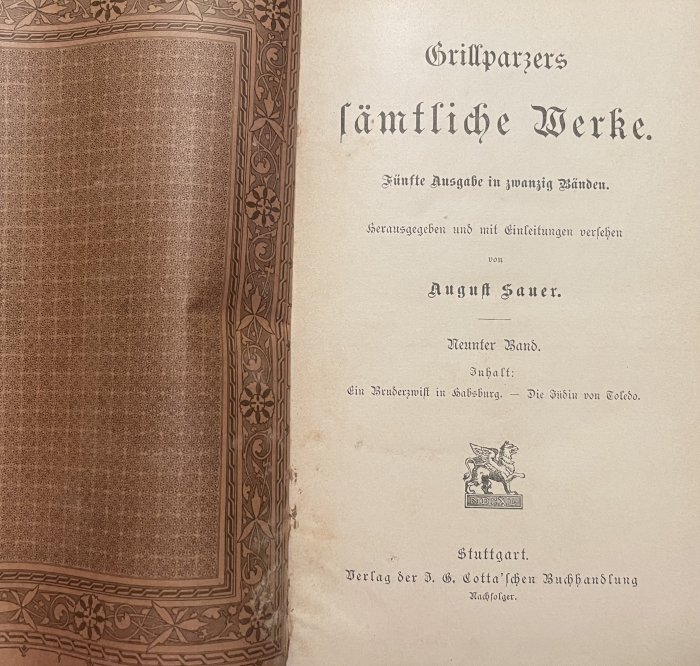 Grillparzers
sämtliche Werke.
Fünfte Ausgabe in zwanzig Bänden.
Herausgegeben und mit Einleitungen versehen
von
August Sauer.
Neunter Band.
Inhalt:
Ein Bruderzwist in Habsburg. — Die Jüdin von Toledo.
Stuttgart.
Verlag der J. G. Cotta'schen Buchhandlung
Nachfolger.